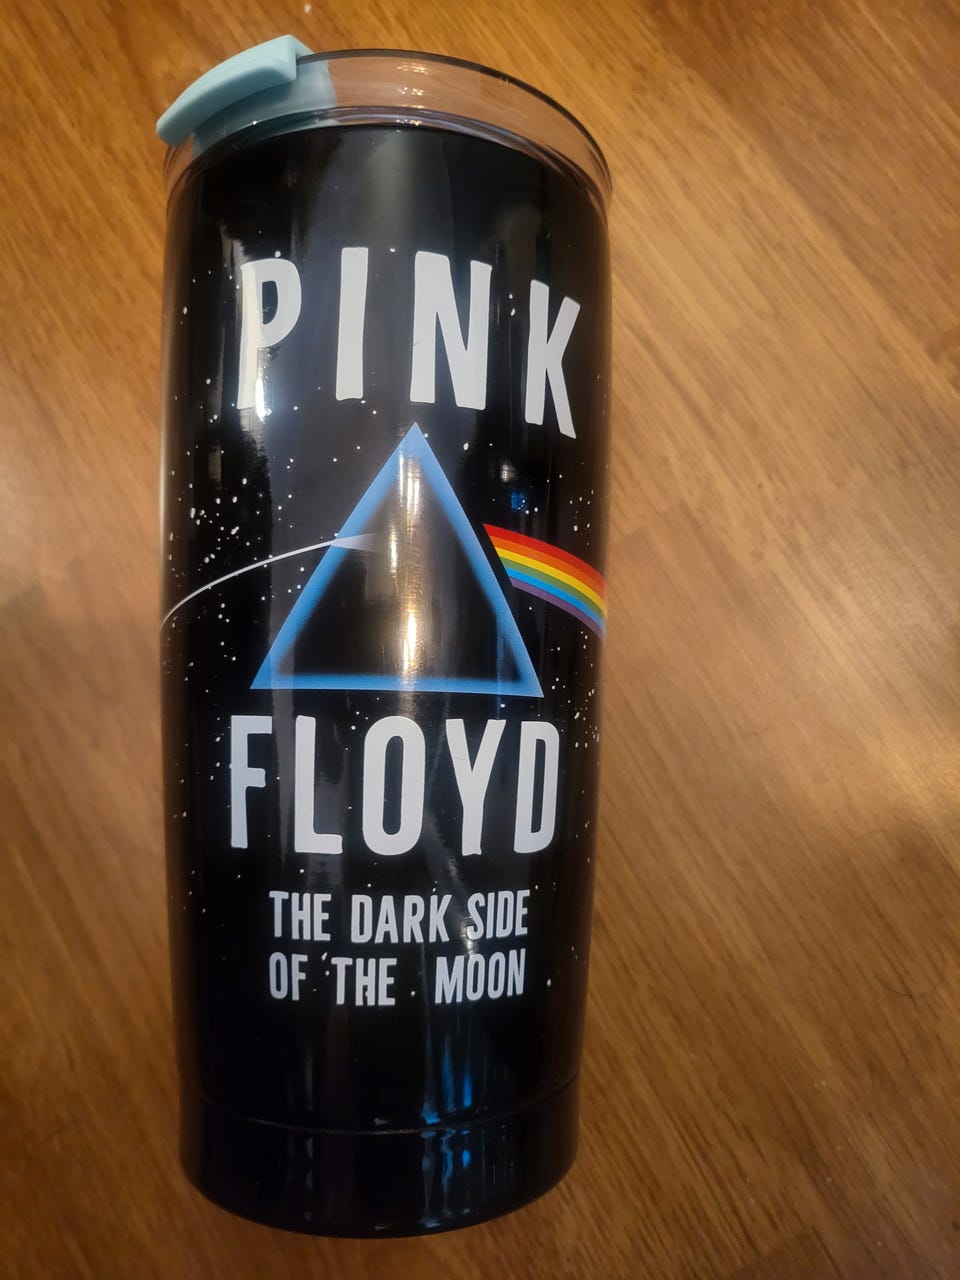 PINK
FLOYD
THE DARK SIDE
OF THE MOON